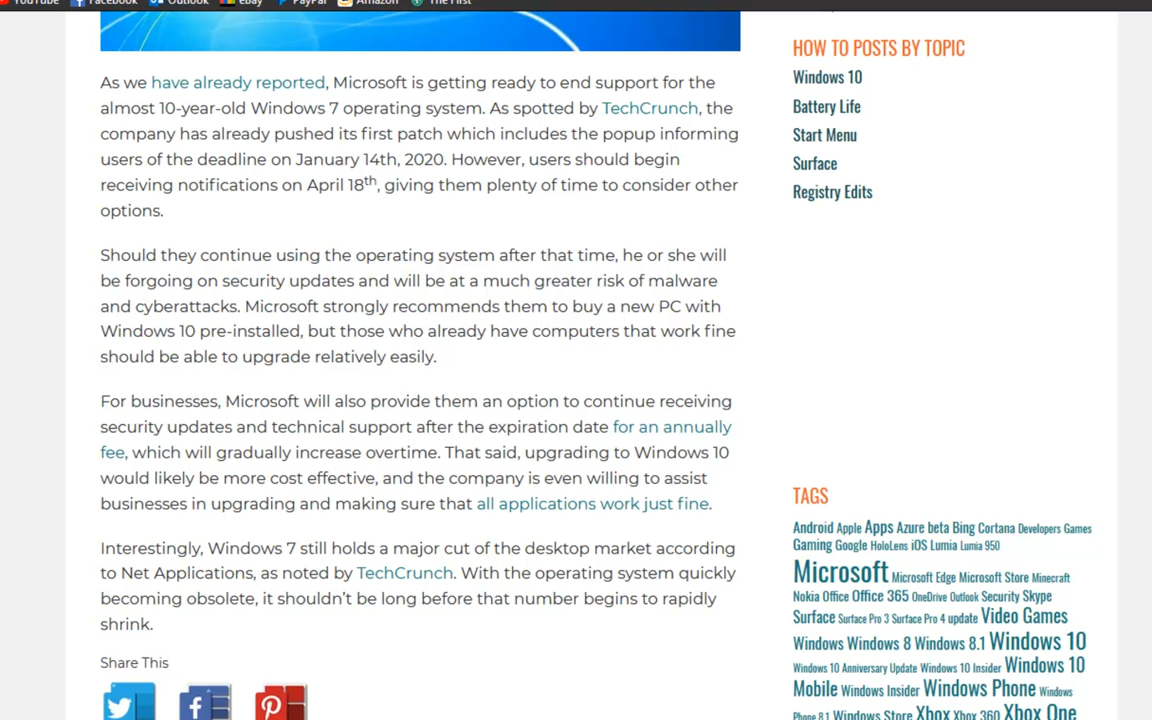 YouTube Facebook Outlook eBay PayPal Amazon The First
As we have already reported, Microsoft is getting ready to end support for the
almost 10-year-old Windows 7 operating system. As spotted by TechCrunch, the
company has already pushed its first patch which includes the popup informing
users of the deadline on January 14th, 2020. However, users should begin
receiving notifications on April 18th, giving them plenty of time to consider other
options.
Should they continue using the operating system after that time, he or she will
be forgoing on security updates and will be at a much greater risk of malware
and cyberattacks. Microsoft strongly recommends them to buy a new PC with
Windows 10 pre-installed, but those who already have computers that work fine
should be able to upgrade relatively easily.
For businesses, Microsoft will also provide them an option to continue receiving
security updates and technical support after the expiration date for an annually
fee, which will gradually increase overtime. That said, upgrading to Windows 10
would likely be more cost effective, and the company is even willing to assist
businesses in upgrading and making sure that all applications work just fine.
Interestingly, Windows 7 still holds a major cut of the desktop market according
to Net Applications, as noted by TechCrunch. With the operating system quickly
becoming obsolete, it shouldn't be long before that number begins to rapidly
shrink.
Share This
HOW TO POSTS BY TOPIC
Windows 10
Battery Life
Start Menu
Surface
Registry Edits
TAGS
Android Apple Apps Azure beta Bing Cortana Developers Games
Gaming Google HoloLens iOS Lumia Lumia 950
Microsoft Microsoft Edge Microsoft Store Minecraft
Nokia Office Office 365 OneDrive Outlook Security Skype
Surface Surface Pro 3 Surface Pro 4 update Video Games
Windows Windows 8 Windows 8.1 Windows 10
Windows 10 Anniversary Update Windows 10 Insider Windows 10
Mobile Windows Insider Windows Phone Windows
Phone 8.1 Windows Store Xbox Xbox 360 Xbox One